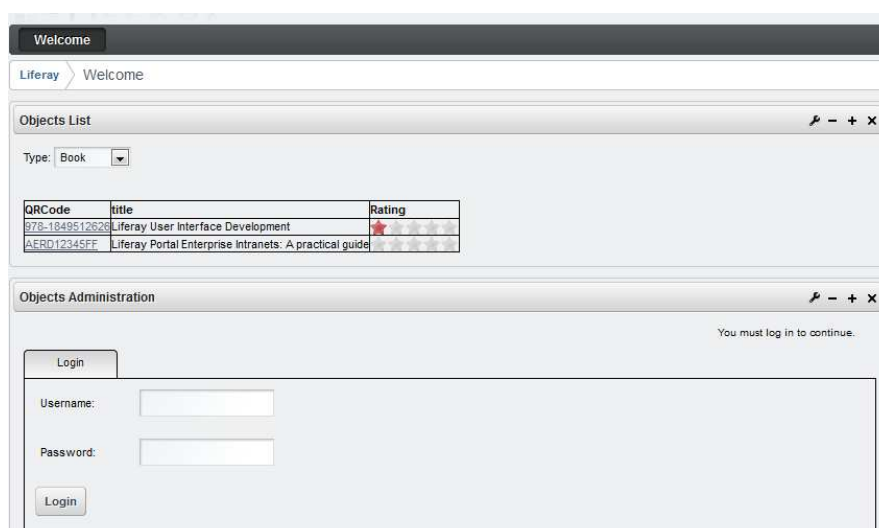 Welcome
Liferay Welcome
Objects List
Type: Book
QRCode title Rating
978-1849512626 Liferay User Interface Development
AERD12345FF Liferay Portal Enterprise Intranets: A practical guide
Objects Administration
You must log in to continue.
Login
Username:
Password:
Login